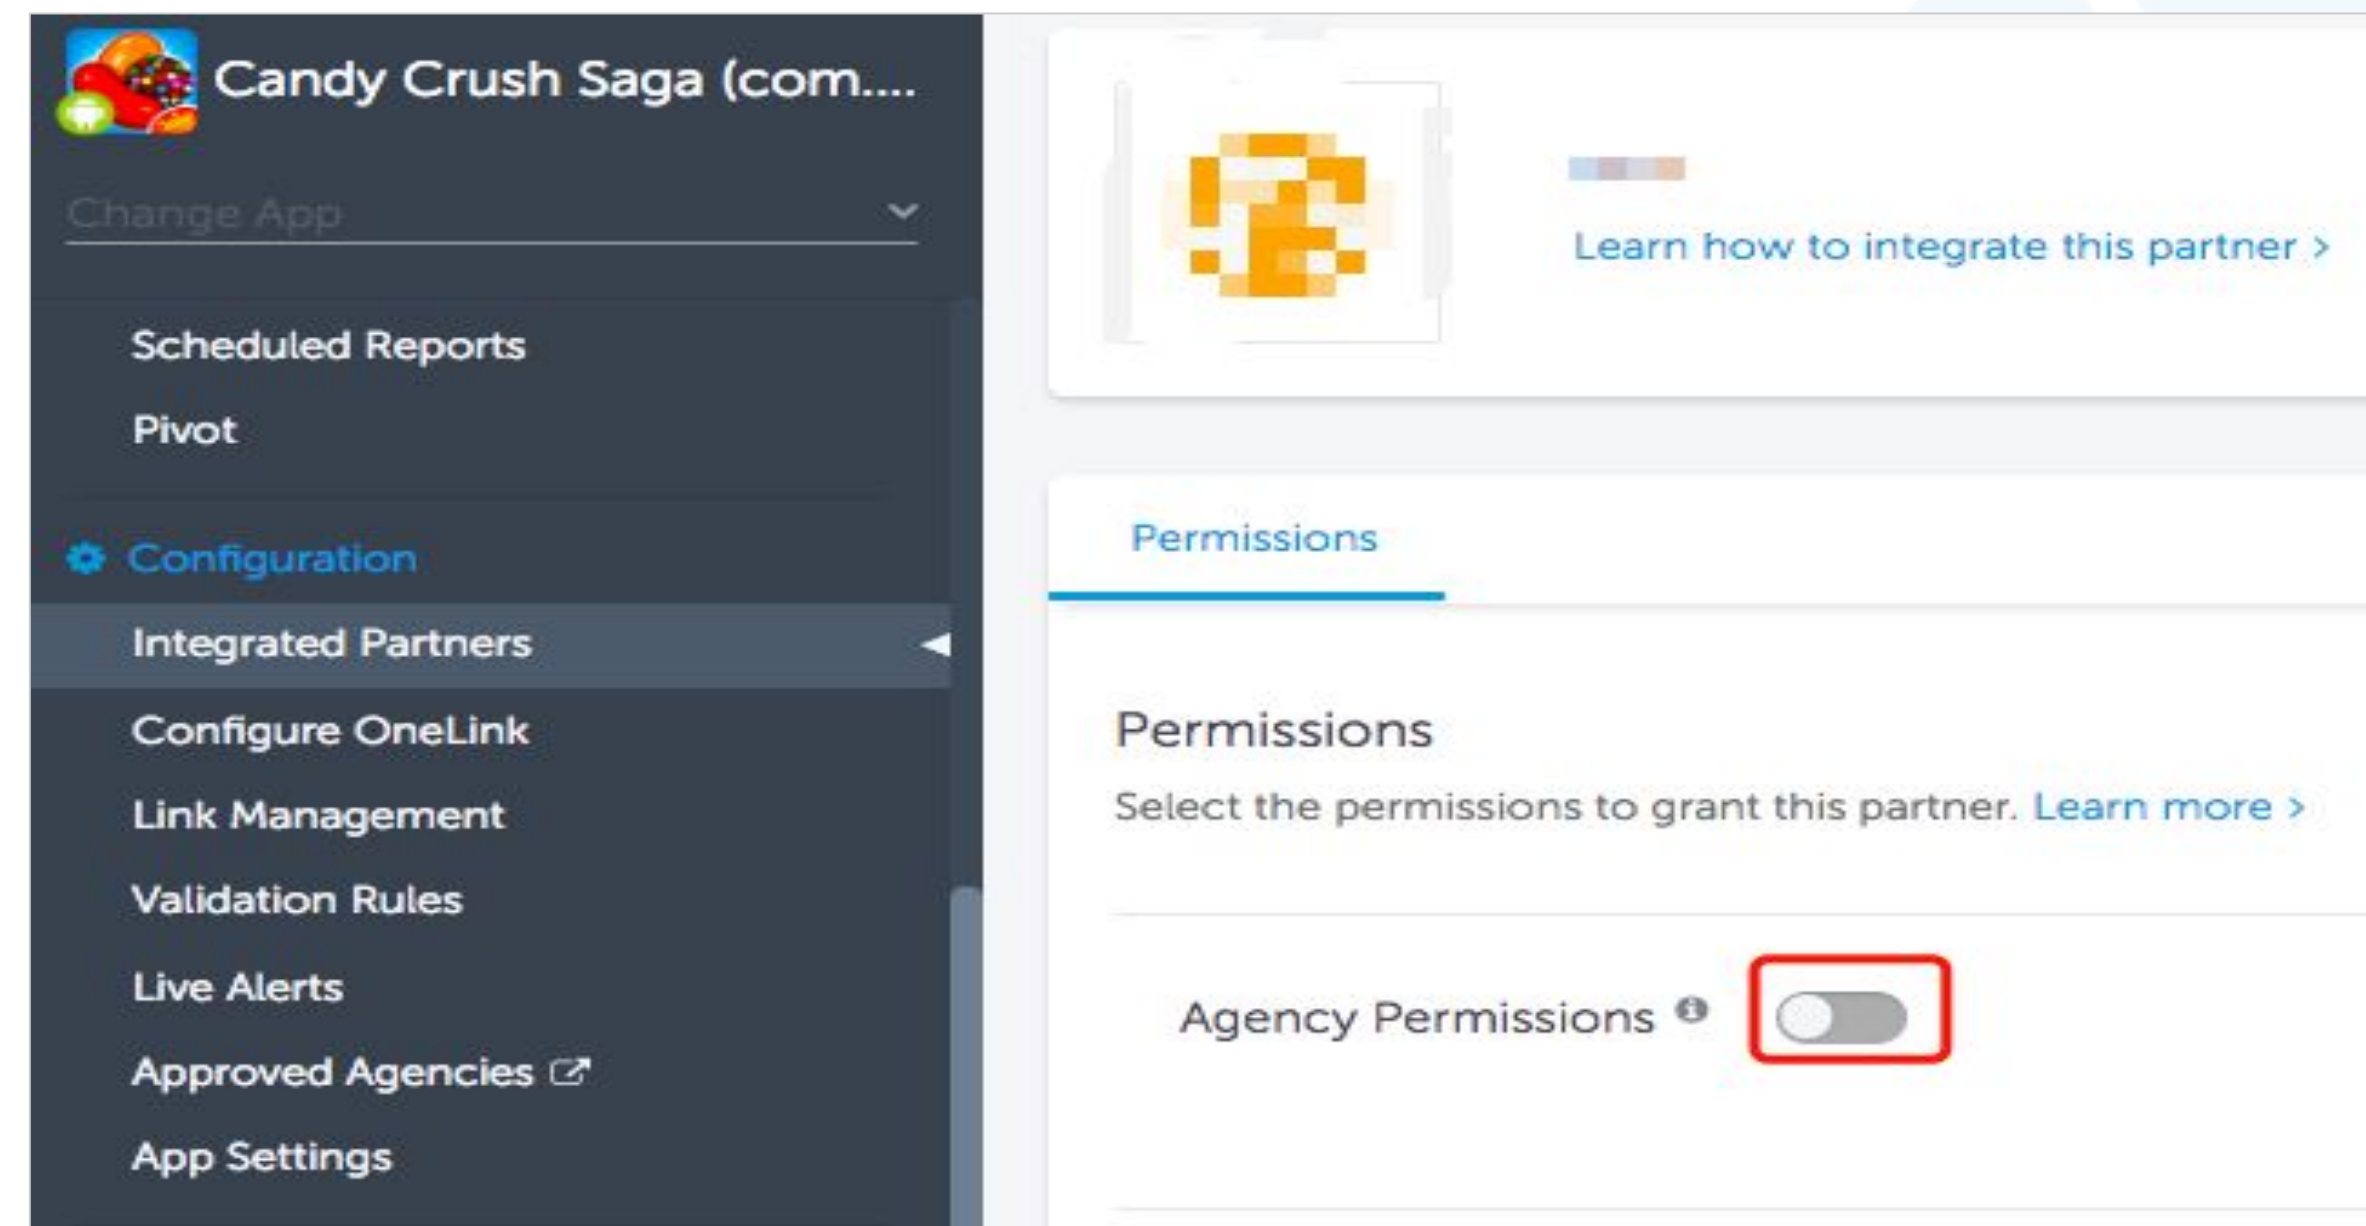 Candy Crush Saga (com....
Change App
Scheduled Reports
Pivot
Configuration
Integrated Partners
Configure OneLink
Link Management
Validation Rules
Live Alerts
Approved Agencies
App Settings
Learn how to integrate this partner >
Permissions
Permissions
Select the permissions to grant this partner. Learn more >
Agency Permissions